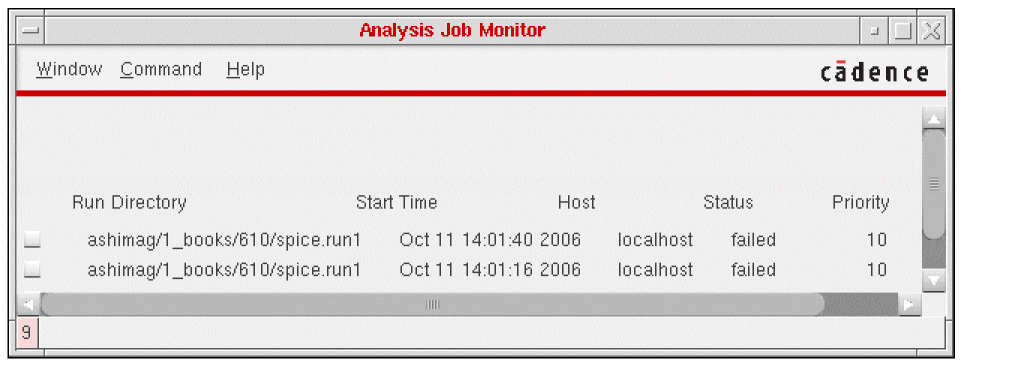 Analysis Job Monitor
Window Command Help cādence
Run Directory Start Time Host Status Priority
ashimag/1_books/610/spice.run1 Oct 11 14:01:40 2006 localhost failed 10
ashimag/1_books/610/spice.run1 Oct 11 14:01:16 2006 localhost failed 10
9